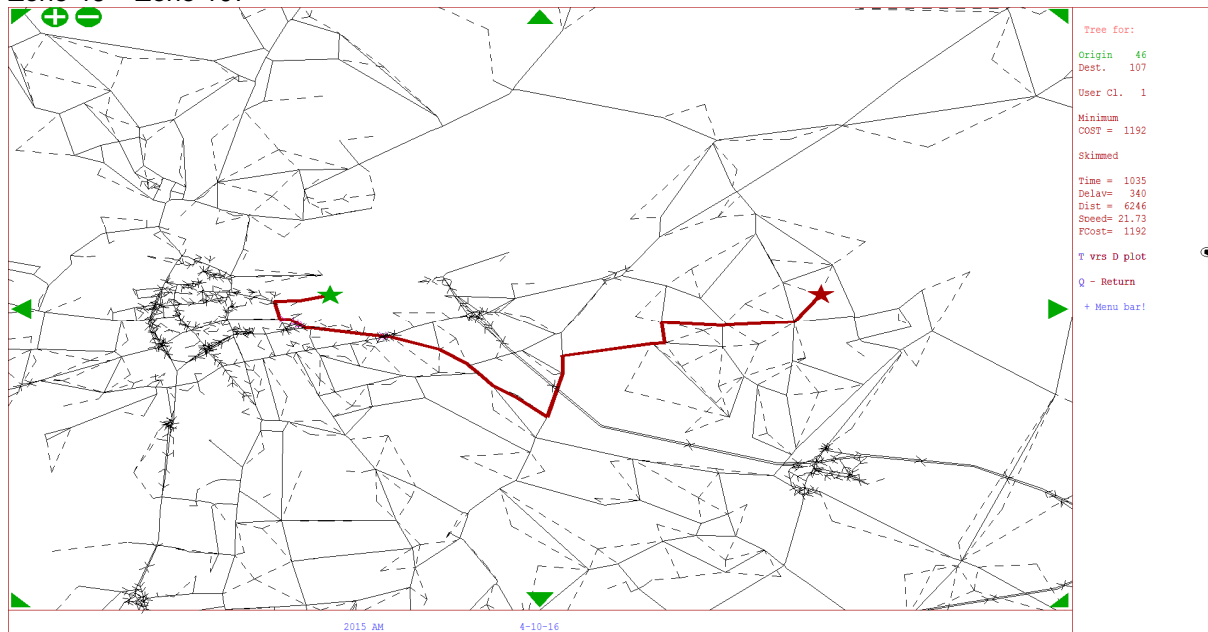 Tree for:
Origin 46
Dest. 107
User Cl. 1
Minimum
COST = 1192
Skimmed
Time = 1035
Delay= 340
Dist = 6246
Speed= 21.73
FCost= 1192
T vrs D plot
Q - Return
+ Menu bar!
2015 AM 4-10-16